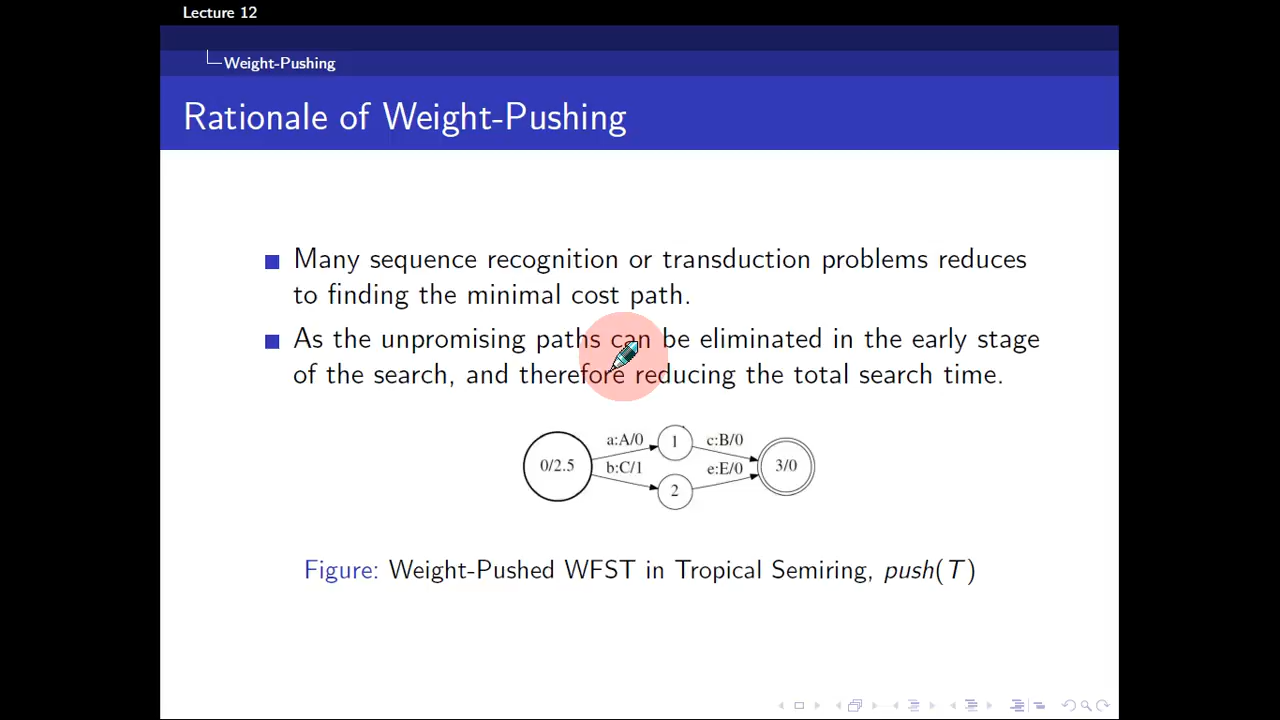 Lecture 12
Weight-Pushing
Rationale of Weight-Pushing
Many sequence recognition or transduction problems reduces
to finding the minimal cost path.
As the unpromising paths can be eliminated in the early stage
of the search, and therefore reducing the total search time.
a:A/0 1 c:B/0
0/2.5 3/0
b:C/1 2 e:E/0
Figure: Weight-Pushed WFST in Tropical Semiring, push(T)